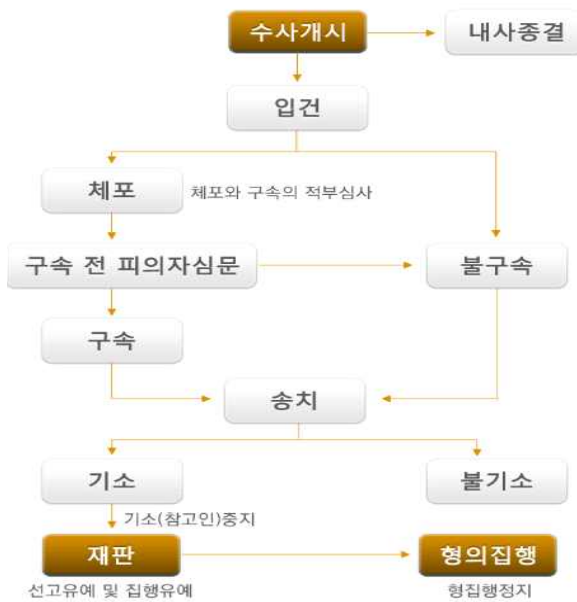 수사개시
내사종결
입건
체포
체포와 구속의 적부심사
구속 전 피의자심문
불구속
구속
송치
기소
불기소
기소(참고인)중지
재판
형의집행
선고유예 및 집행유예
형집행정지